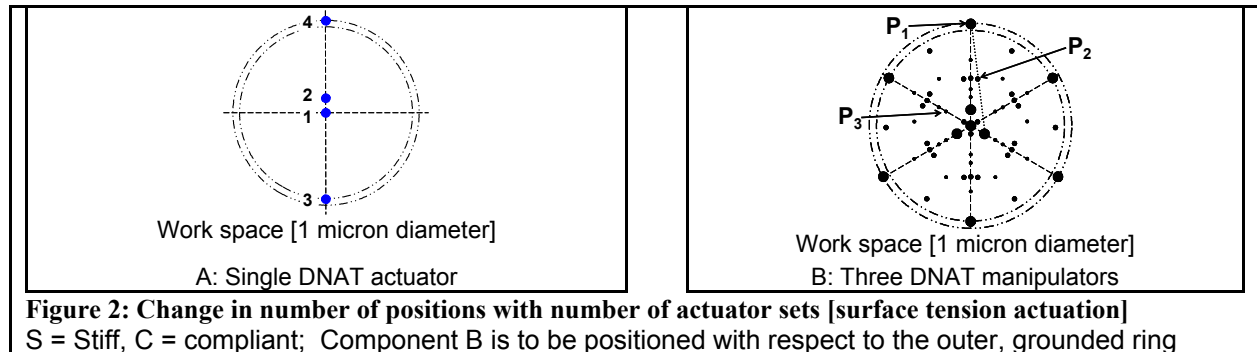 4
2
1
3
Work space [1 micron diameter]
A: Single DNAT actuator
P1
P2
P3
Work space [1 micron diameter]
B: Three DNAT manipulators
Figure 2: Change in number of positions with number of actuator sets [surface tension actuation]
S = Stiff, C = compliant; Component B is to be positioned with respect to the outer, grounded ring